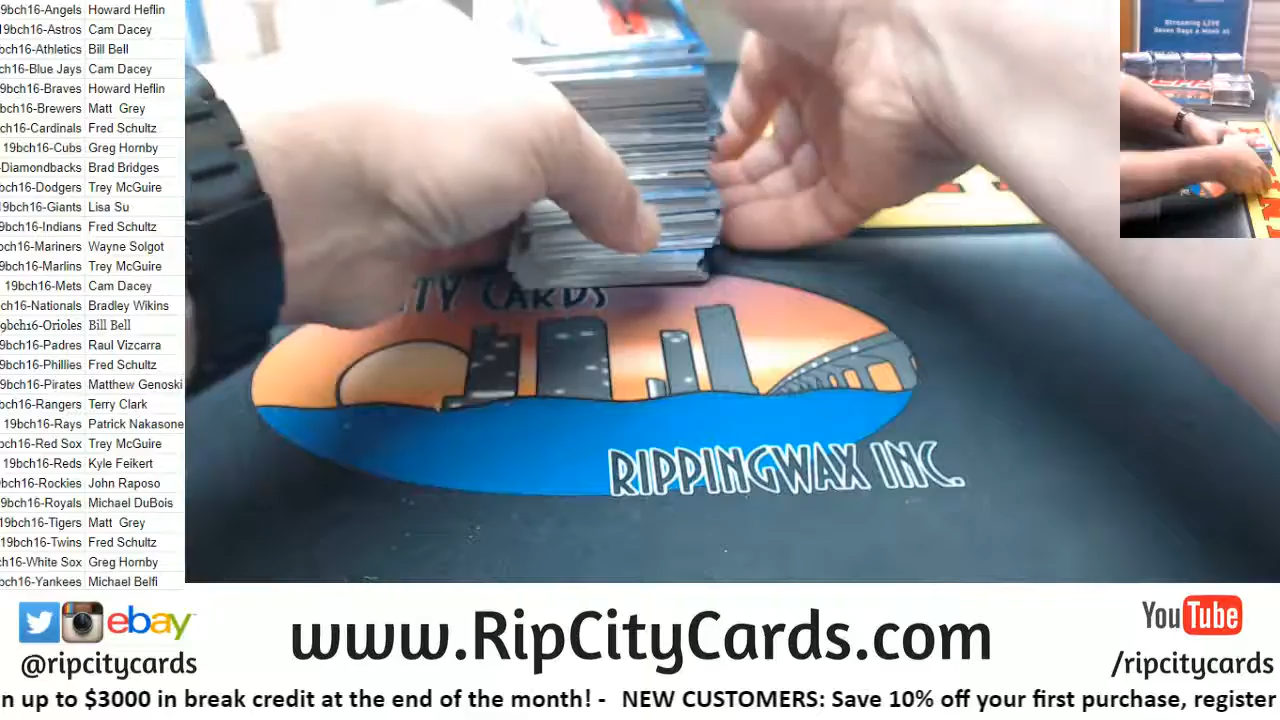 9bch16-Angels Howard Heflin
19bch16-Astros Cam Dacey
bch16-Athletics Bill Bell
ch16-Blue Jays Cam Dacey
9bch16-Braves Howard Heflin
bch16-Brewers Matt Grey
ch16-Cardinals Fred Schultz
19bch16-Cubs Greg Hornby
-Diamondbacks Brad Bridges
bch16-Dodgers Trey McGuire
19bch16-Giants Lisa Su
9bch16-Indians Fred Schultz
bch16-Mariners Wayne Solgot
9bch16-Marlins Trey McGuire
19bch16-Mets Cam Dacey
ch16-Nationals Bradley Wikins
9bch16-Orioles Bill Bell
9bch16-Padres Raul Vizcarra
9bch16-Phillies Fred Schultz
9bch16-Pirates Matthew Genoski
bch16-Rangers Terry Clark
19bch16-Rays Patrick Nakasone
bch16-Red Sox Trey McGuire
19bch16-Reds Kyle Feikert
bch16-Rockies John Raposo
9bch16-Royals Michael DuBois
19bch16-Tigers Matt Grey
19bch16-Twins Fred Schultz
ch16-White Sox Greg Hornby
bch16-Yankees Michael Belfi
Streaming LIVE
Seven Days a Week at
ITY CARDS
RIPPINGWAX INC.
ebay
@ripcitycards
www.RipCityCards.com
YouTube
/ripcitycards
n up to $3000 in break credit at the end of the month! - NEW CUSTOMERS: Save 10% off your first purchase, register